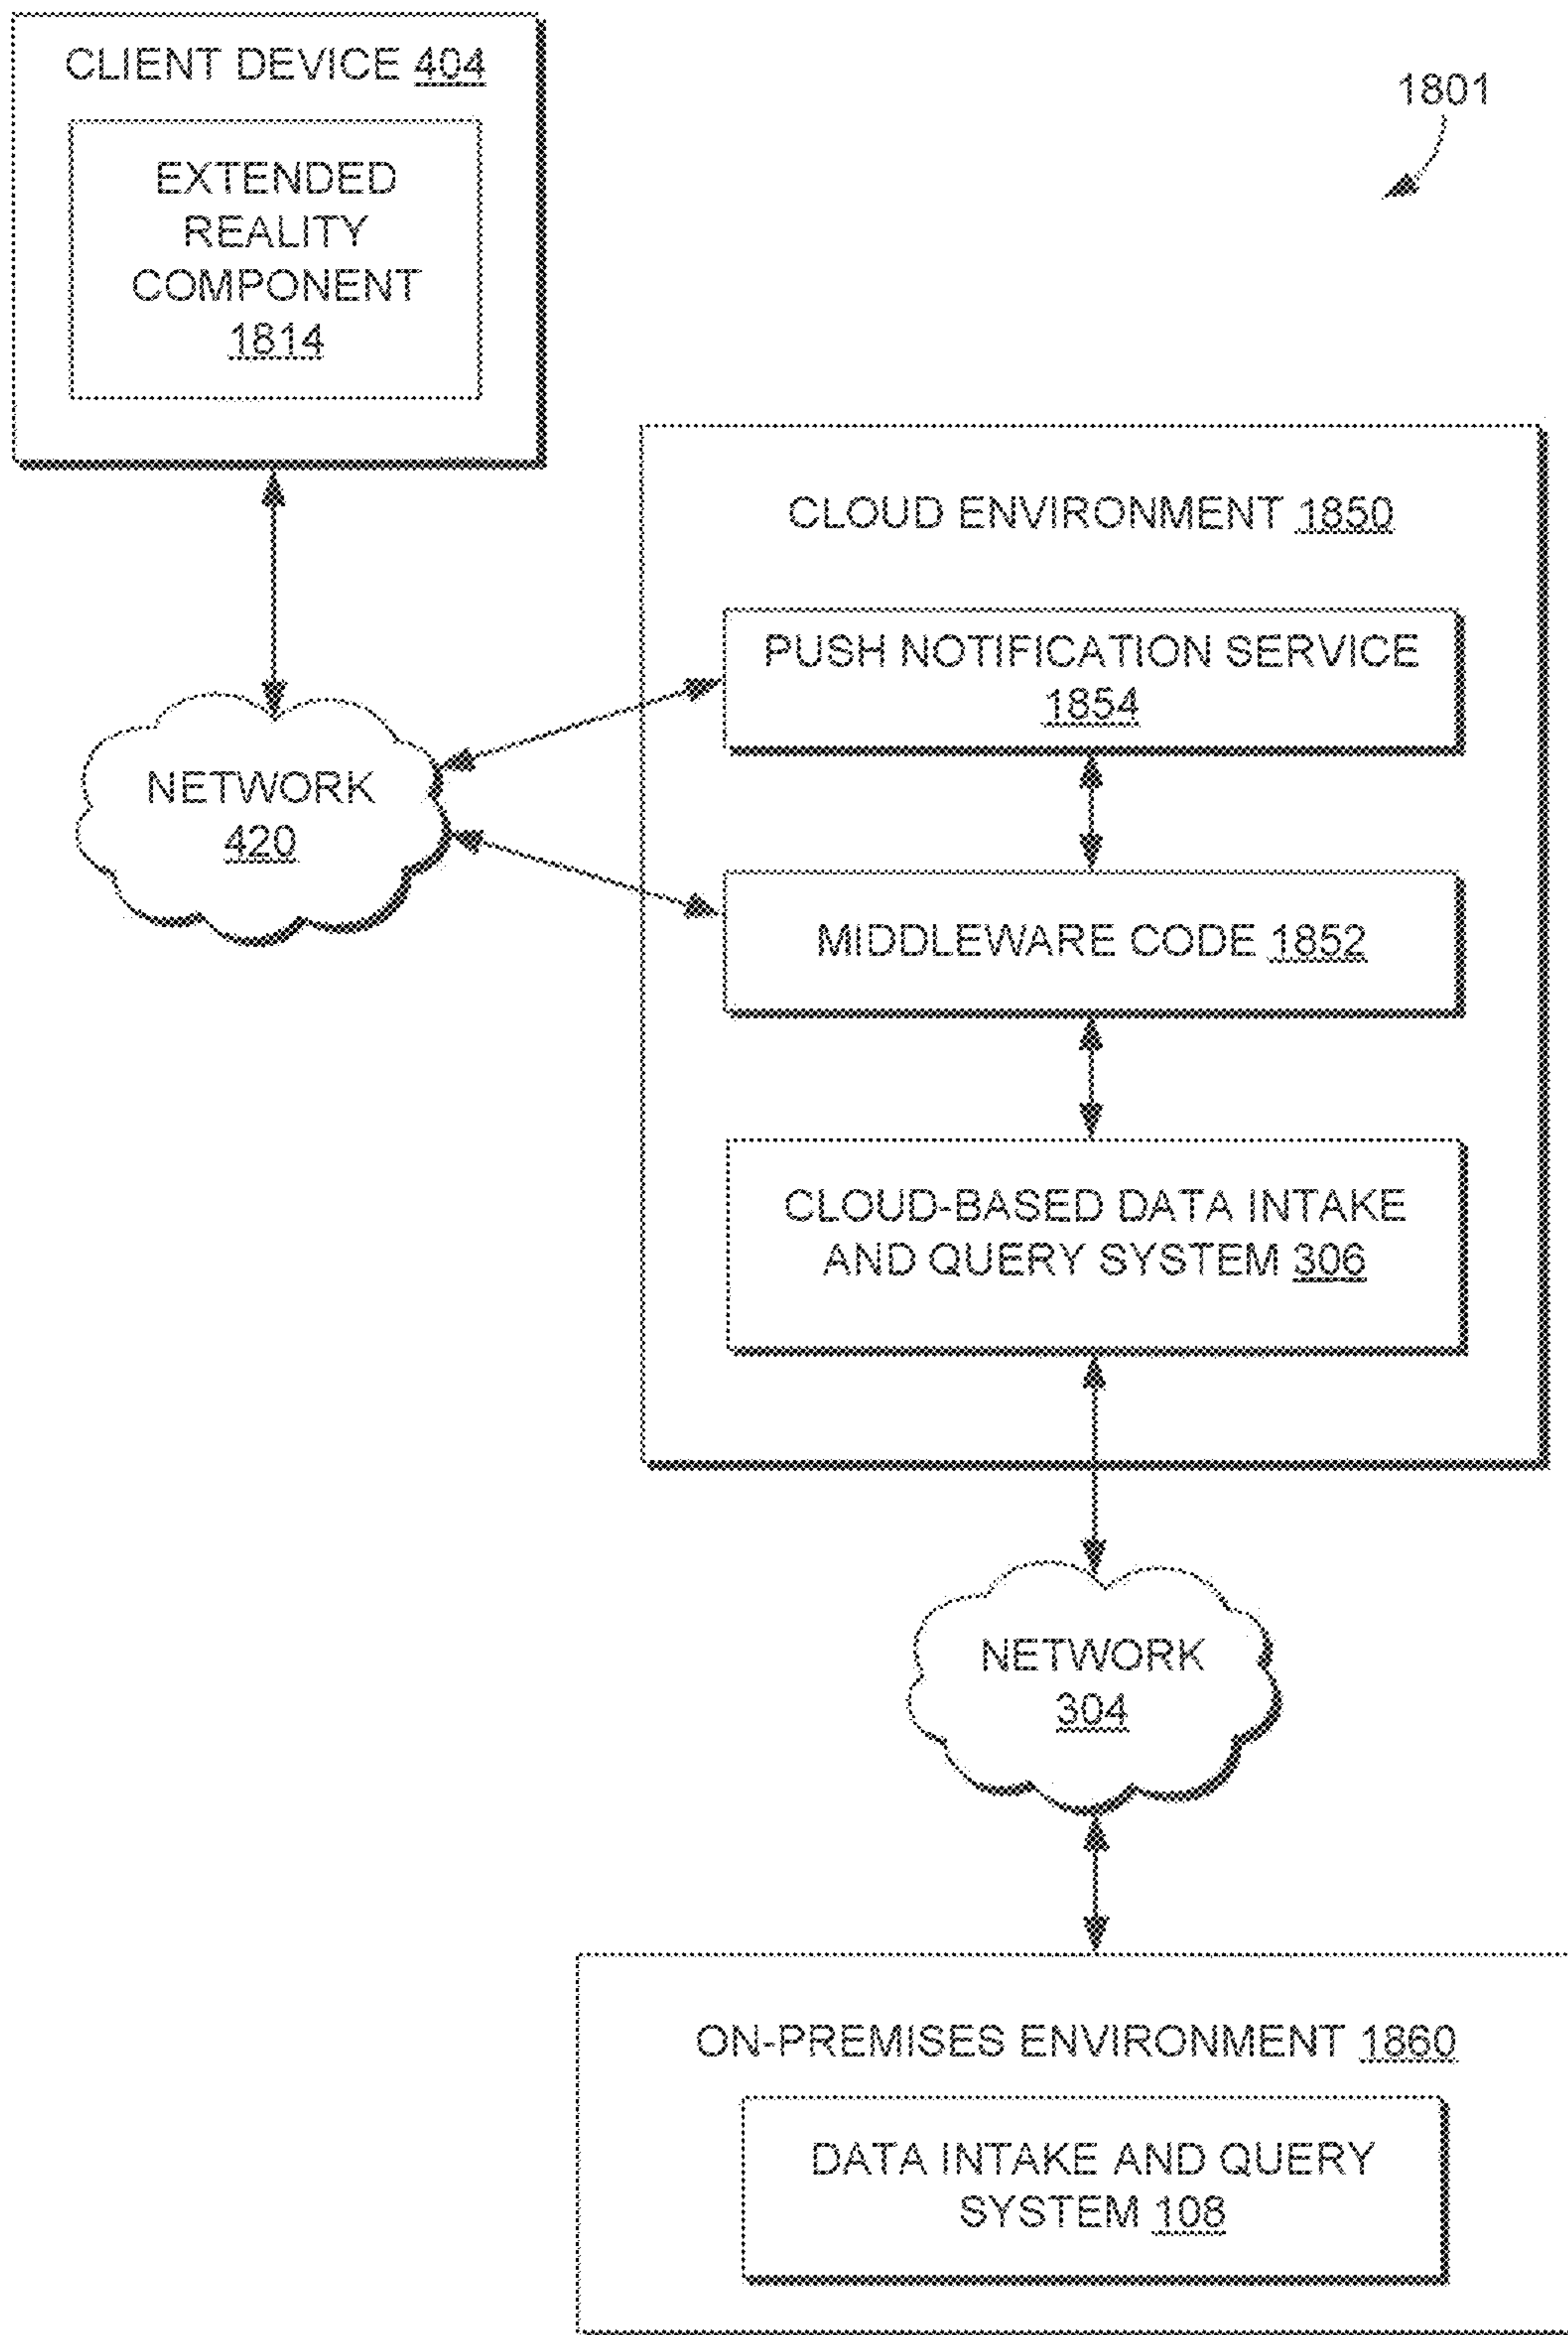 CLIENT DEVICE 404
EXTENDED
REALITY
COMPONENT
1814
1801
CLOUD ENVIRONMENT 1850
PUSH NOTIFICATION SERVICE
1854
NETWORK
420
MIDDLEWARE CODE 1852
CLOUD-BASED DATA INTAKE
AND QUERY SYSTEM 306
NETWORK
304
ON-PREMISES ENVIRONMENT 1860
DATA INTAKE AND QUERY
SYSTEM 108